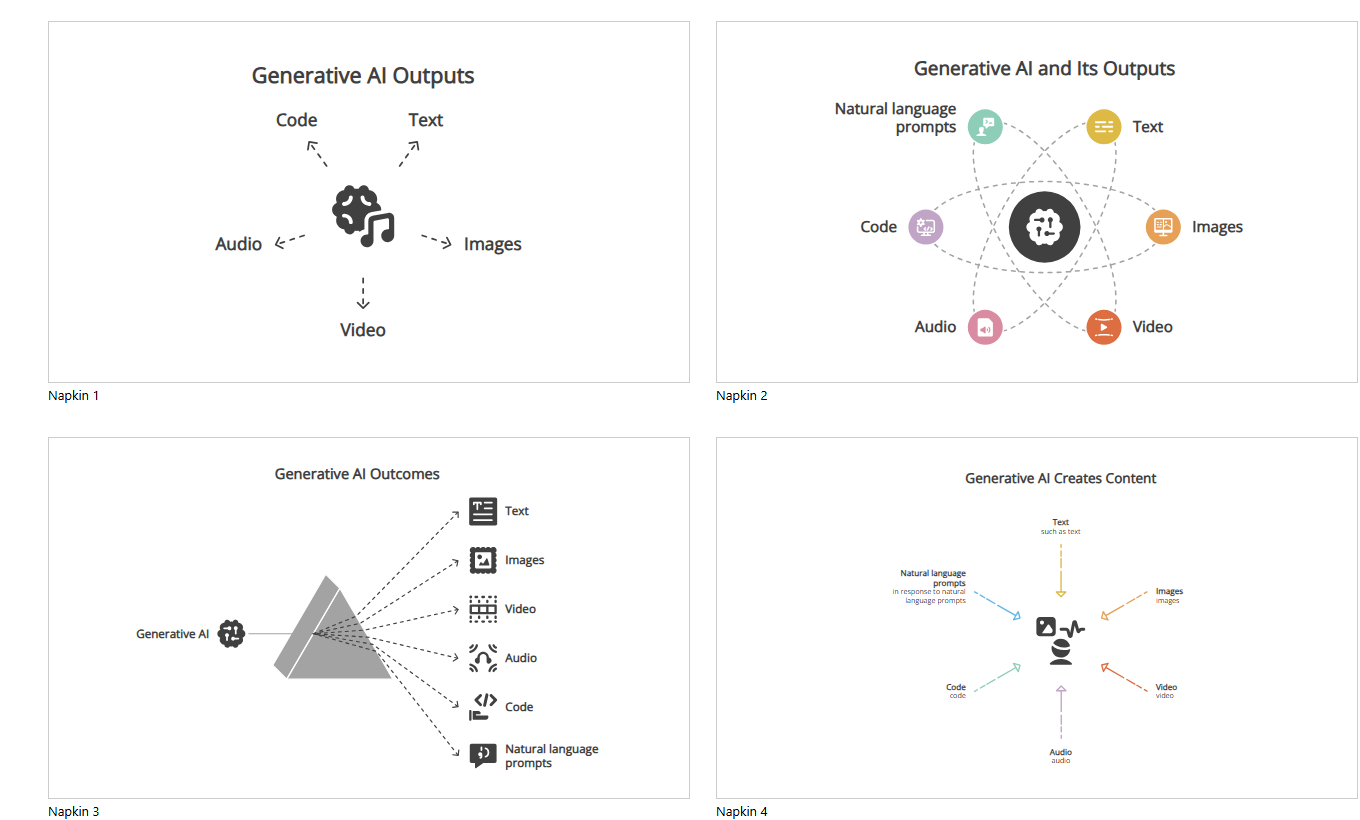 Generative AI Outputs
Code
Text
Audio
Images
Video
Napkin 1
Generative AI and Its Outputs
Natural language
prompts
Text
Code
Images
Audio
Video
Napkin 2
Generative AI Outcomes
Text
Images
Video
Generative AI
Audio
Code
Natural language
prompts
Napkin 3
Generative AI Creates Content
Text
such as text
Natural language
prompts
in response to natural
language prompts
Images
images
Code
code
Video
video
Audio
audio
Napkin 4